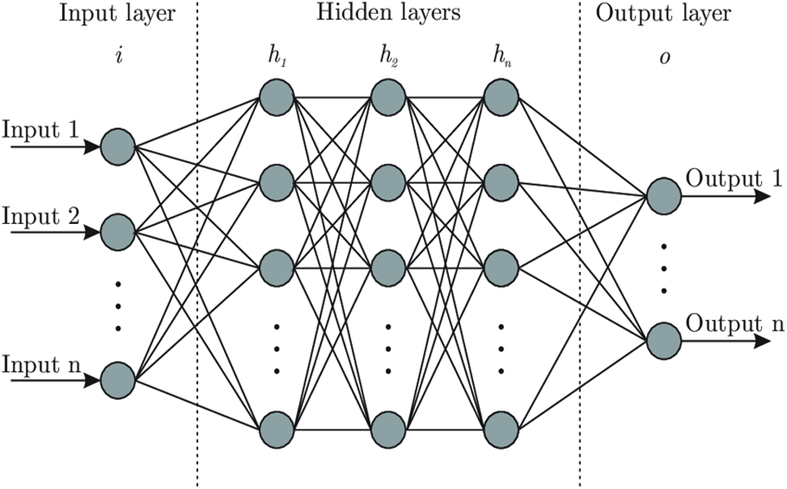 Input layer
Hidden layers
Output layer
i
h₁
h₂
hₙ
o
Input 1
Output 1
Input 2
Output n
Input n